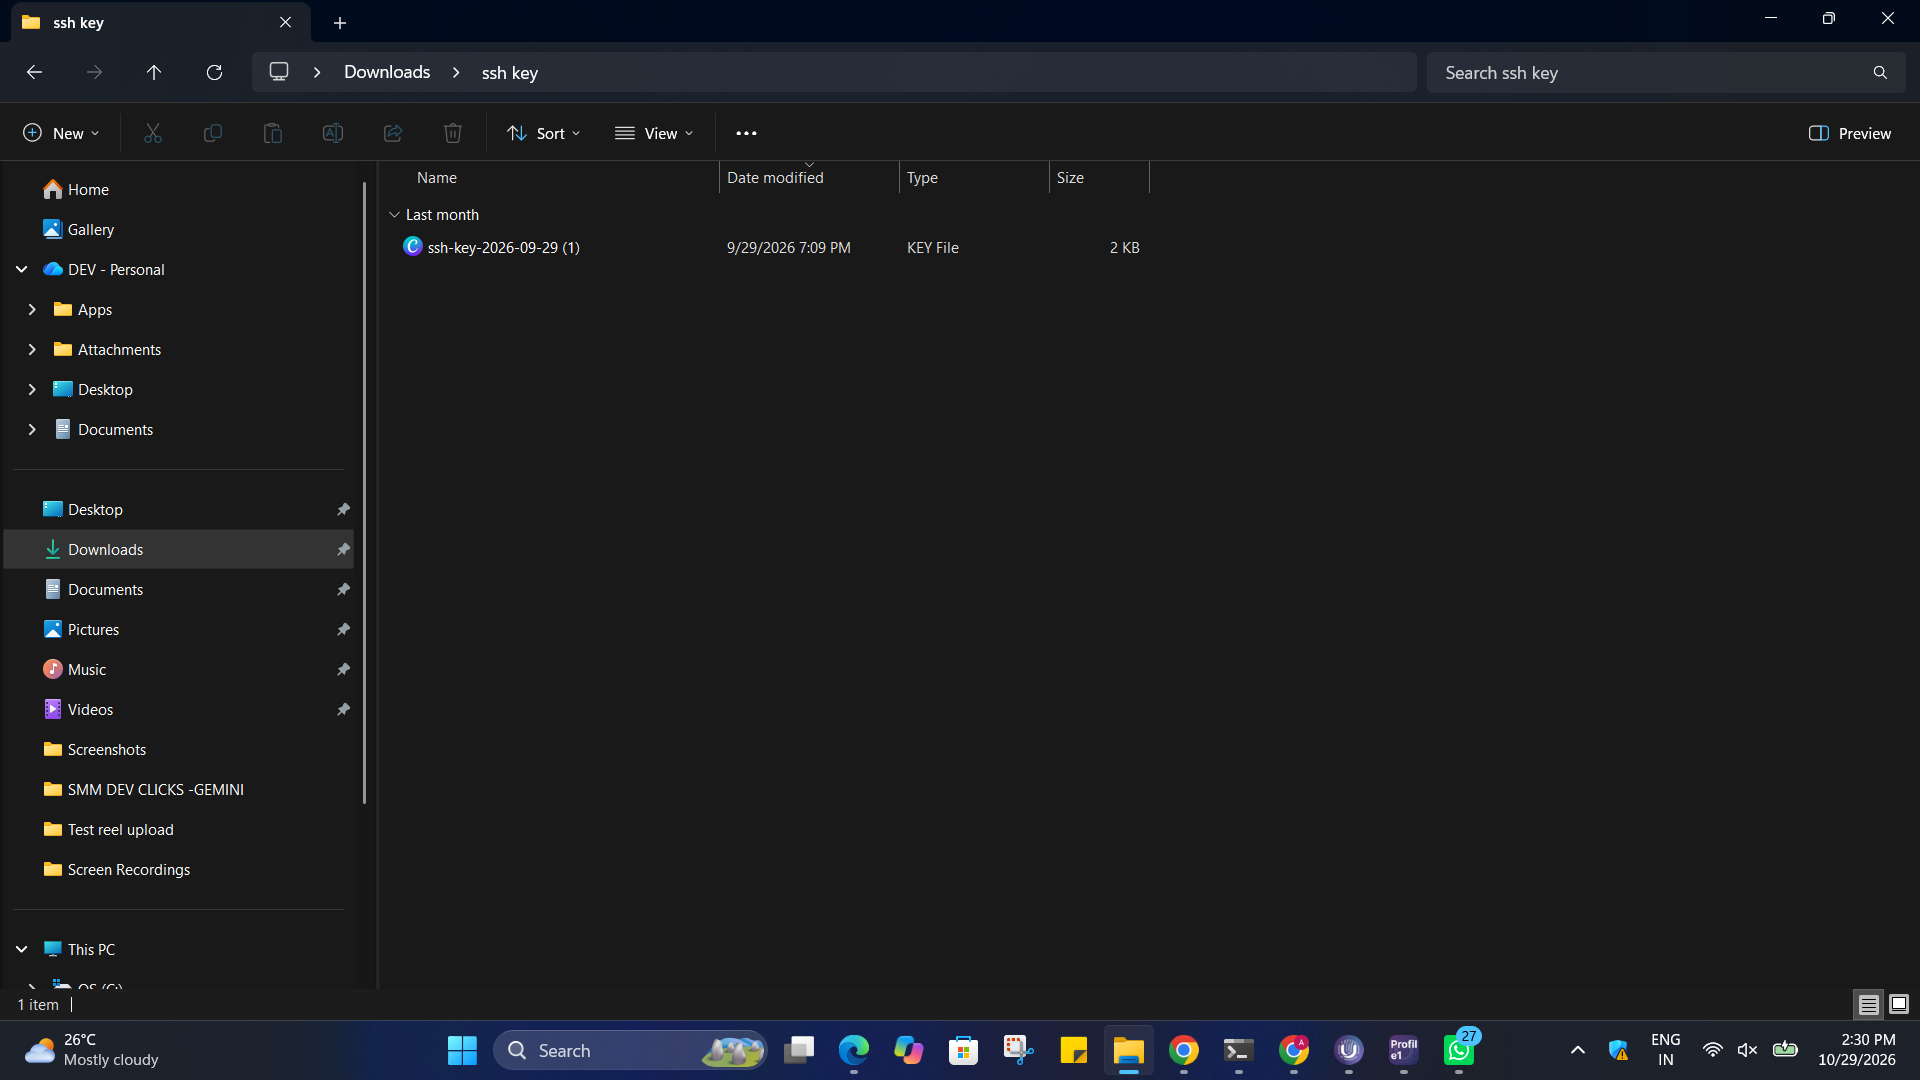 ssh key
Downloads
ssh key
Search ssh key
New
Sort
View
Preview
Home
Gallery
DEV - Personal
Apps
Attachments
Desktop
Documents
Desktop
Downloads
Documents
Pictures
Music
Videos
Screenshots
SMM DEV CLICKS -GEMINI
Test reel upload
Screen Recordings
This PC
OS (C:)
Name Date modified Type Size
Last month
ssh-key-2026-09-29 (1) 9/29/2026 7:09 PM KEY File 2 KB
1 item
26°C
Mostly cloudy
Search
A
Profil
e1
27
ENG
IN
2:30 PM
10/29/2026